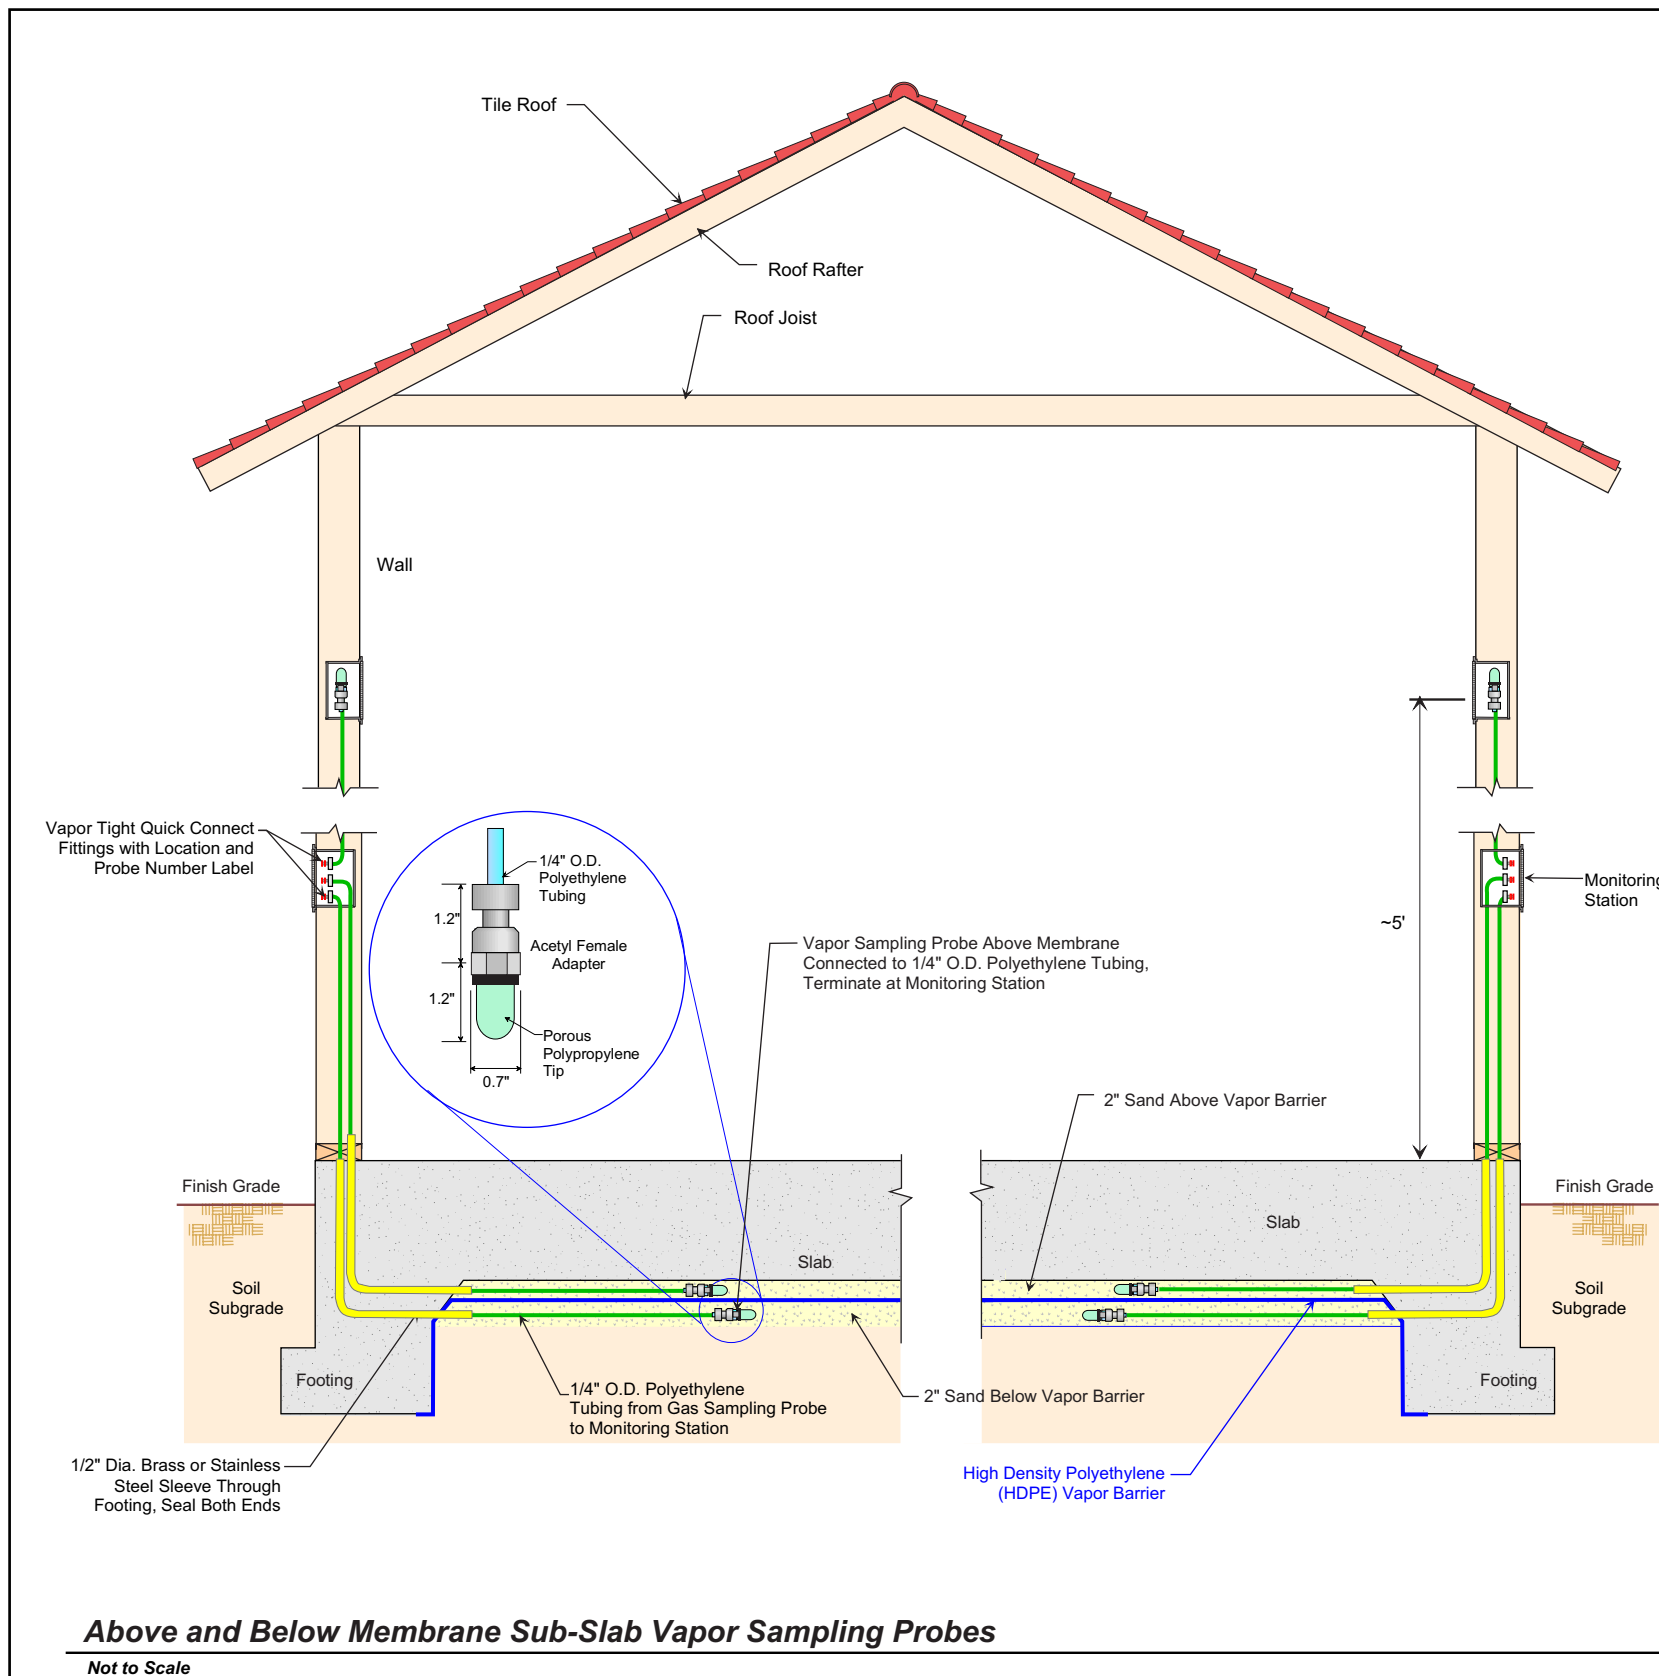 Tile Roof
Roof Rafter
Roof Joist
Wall
Vapor Tight Quick Connect
Fittings with Location and
Probe Number Label
1/4" O.D.
Polyethylene
Tubing
1.2"
Acetyl Female
Adapter
1.2"
Porous
Polypropylene
Tip
0.7"
Vapor Sampling Probe Above Membrane
Connected to 1/4" O.D. Polyethylene Tubing,
Terminate at Monitoring Station
Monitoring
Station
~5'
2" Sand Above Vapor Barrier
Finish Grade
Finish Grade
Slab
Slab
Soil
Subgrade
Soil
Subgrade
Footing
Footing
1/4" O.D. Polyethylene
Tubing from Gas Sampling Probe
to Monitoring Station
2" Sand Below Vapor Barrier
1/2" Dia. Brass or Stainless
Steel Sleeve Through
Footing, Seal Both Ends
High Density Polyethylene
(HDPE) Vapor Barrier
Above and Below Membrane Sub-Slab Vapor Sampling Probes
Not to Scale